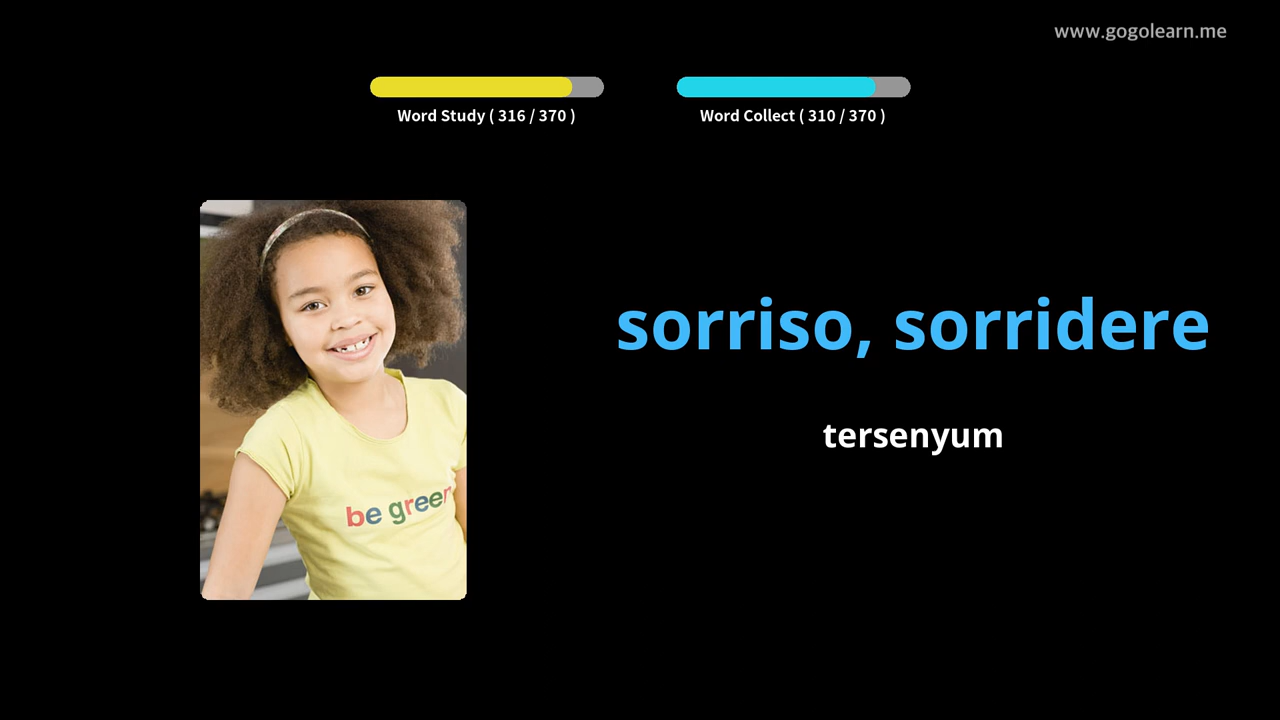 www.gogolearn.me
Word Study ( 316 / 370 )
Word Collect ( 310 / 370 )
sorriso, sorridere
tersenyum
be green